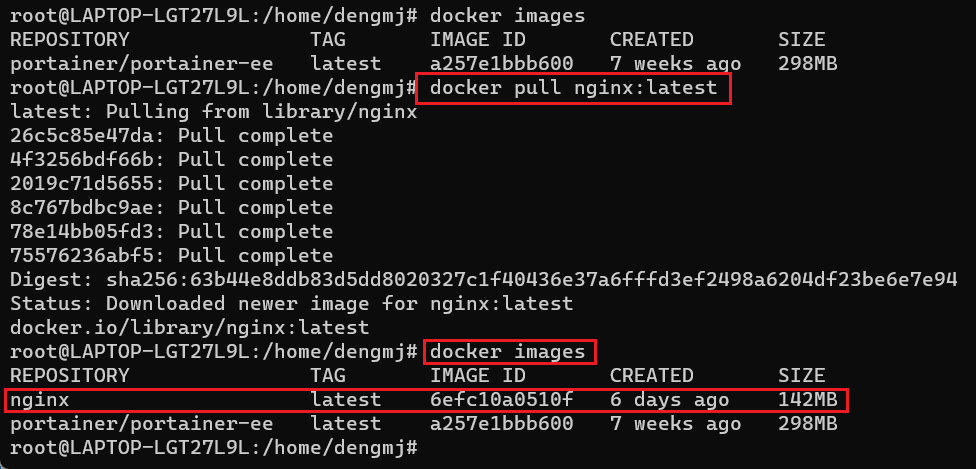 root@LAPTOP-LGT27L9L:/home/dengmj# docker images
REPOSITORY TAG IMAGE ID CREATED SIZE
portainer/portainer-ee latest a257e1bbb600 7 weeks ago 298MB
root@LAPTOP-LGT27L9L:/home/dengmj# docker pull nginx:latest
latest: Pulling from library/nginx
26c5c85e47da: Pull complete
4f3256bdf66b: Pull complete
2019c71d5655: Pull complete
8c767bdbc9ae: Pull complete
78e14bb05fd3: Pull complete
75576236abf5: Pull complete
Digest: sha256:63b44e8ddb83d5dd8020327c1f40436e37a6fffd3ef2498a6204df23be6e7e94
Status: Downloaded newer image for nginx:latest
docker.io/library/nginx:latest
root@LAPTOP-LGT27L9L:/home/dengmj# docker images
REPOSITORY TAG IMAGE ID CREATED SIZE
nginx latest 6efc10a0510f 6 days ago 142MB
portainer/portainer-ee latest a257e1bbb600 7 weeks ago 298MB
root@LAPTOP-LGT27L9L:/home/dengmj#